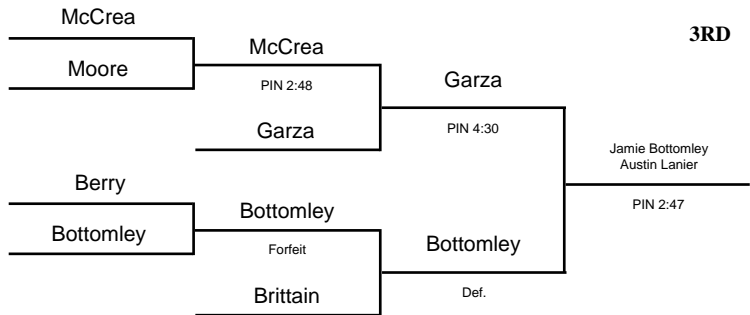 McCrea
3RD
McCrea
Moore
PIN 2:48
Garza
Garza
PIN 4:30
Jamie Bottomley
Austin Lanier
PIN 2:47
Berry
Bottomley
Bottomley
Forfeit
Bottomley
Brittain
Def.